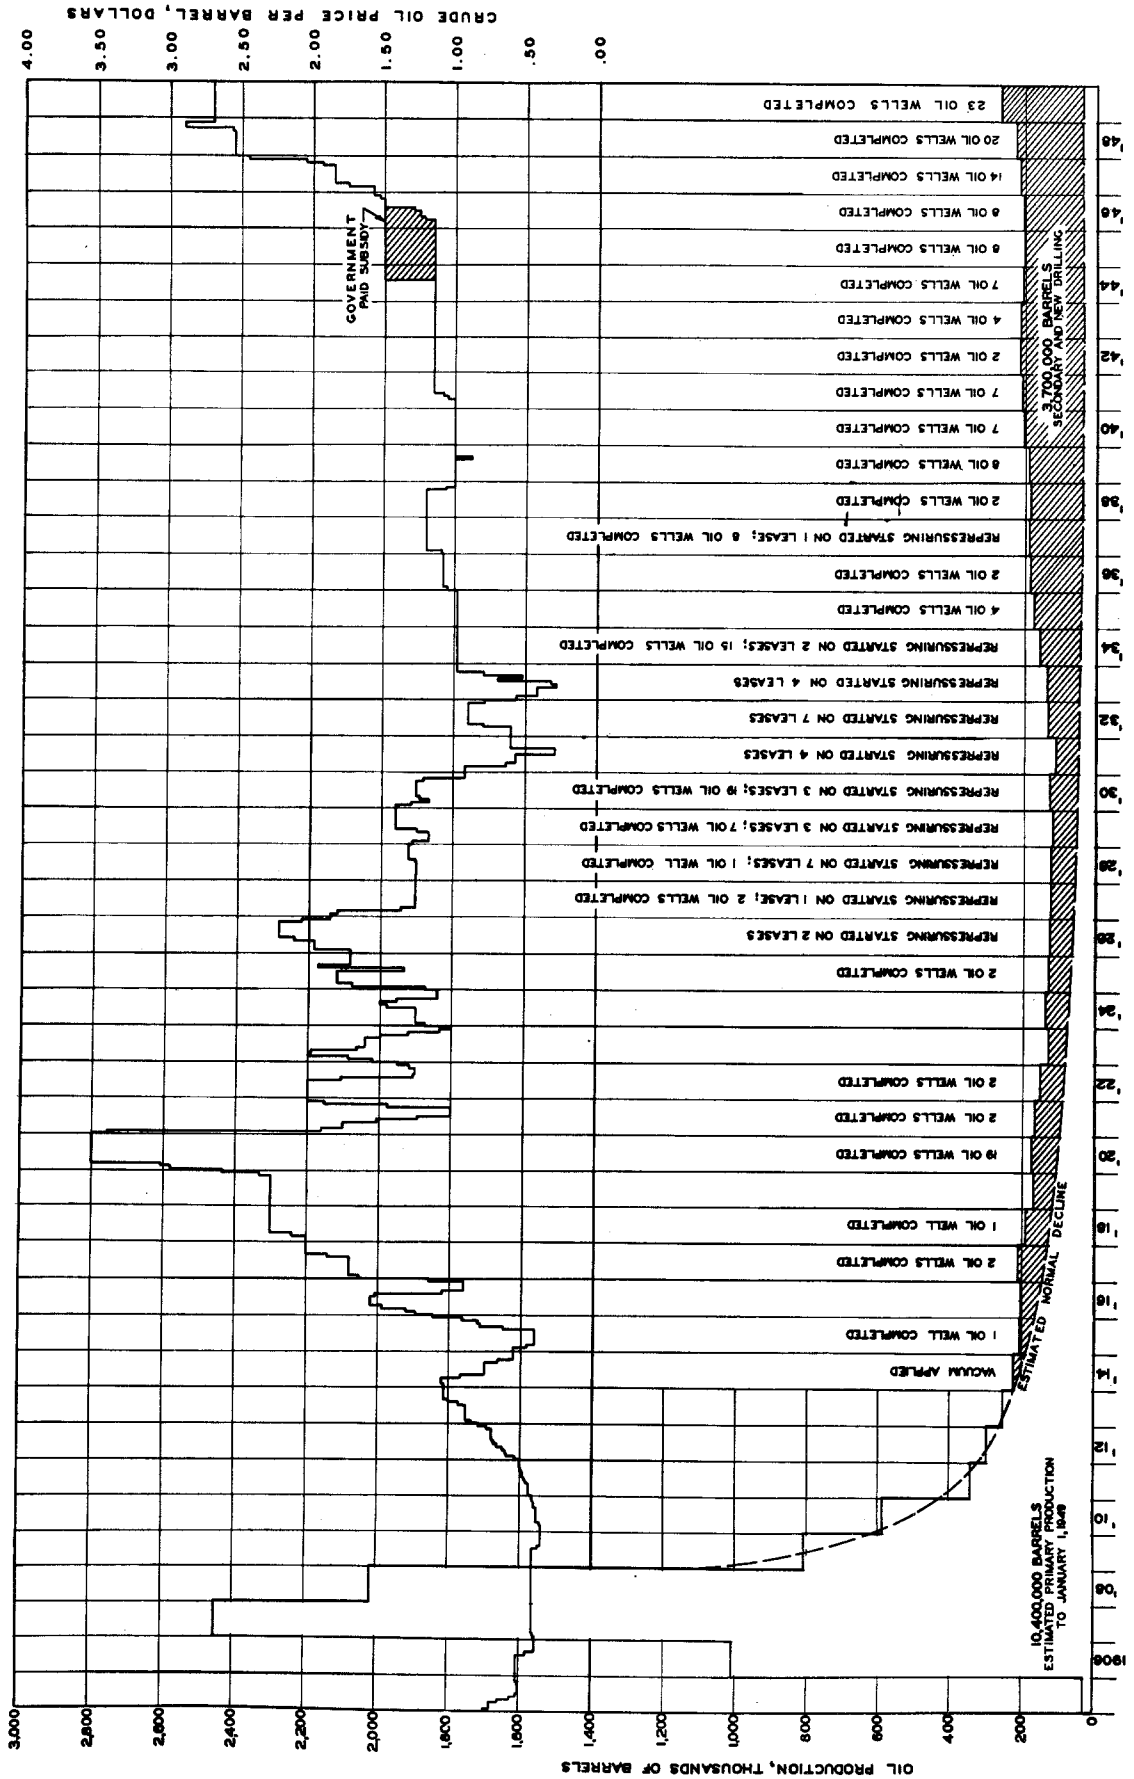 CRUDE OIL PRICE PER BARREL, DOLLARS
4.00
3.50
3.00
2.50
2.00
1.50
1.00
.50
.00
OIL PRODUCTION, THOUSANDS OF BARRELS
3,000
2,800
2,600
2,400
2,200
2,000
1,800
1,600
1,400
1,200
1,000
800
600
400
200
0
GOVERNMENT
PAID SUBSIDY
VACUUM APPLIED
1 OIL WELL COMPLETED
2 OIL WELLS COMPLETED
1 OIL WELL COMPLETED
19 OIL WELLS COMPLETED
2 OIL WELLS COMPLETED
2 OIL WELLS COMPLETED
2 OIL WELLS COMPLETED
REPRESSURING STARTED ON 2 LEASES
REPRESSURING STARTED ON 1 LEASE; 2 OIL WELLS COMPLETED
REPRESSURING STARTED ON 7 LEASES; 1 OIL WELL COMPLETED
REPRESSURING STARTED ON 3 LEASES; 7 OIL WELLS COMPLETED
REPRESSURING STARTED ON 3 LEASES; 19 OIL WELLS COMPLETED
REPRESSURING STARTED ON 4 LEASES
REPRESSURING STARTED ON 7 LEASES
REPRESSURING STARTED ON 4 LEASES
REPRESSURING STARTED ON 2 LEASES; 15 OIL WELLS COMPLETED
4 OIL WELLS COMPLETED
2 OIL WELLS COMPLETED
REPRESSURING STARTED ON 1 LEASE; 8 OIL WELLS COMPLETED
2 OIL WELLS COMPLETED
8 OIL WELLS COMPLETED
7 OIL WELLS COMPLETED
7 OIL WELLS COMPLETED
2 OIL WELLS COMPLETED
4 OIL WELLS COMPLETED
7 OIL WELLS COMPLETED
8 OIL WELLS COMPLETED
8 OIL WELLS COMPLETED
14 OIL WELLS COMPLETED
20 OIL WELLS COMPLETED
23 OIL WELLS COMPLETED
10,400,000 BARRELS
ESTIMATED PRIMARY PRODUCTION
TO JANUARY 1, 1949
ESTIMATED NORMAL DECLINE
3,700,000 BARRELS
SECONDARY AND NEW DRILLING
1906
'08
'10
'12
'14
'16
'18
'20
'22
'24
'26
'28
'30
'32
'34
'36
'38
'40
'42
'44
'46
'48